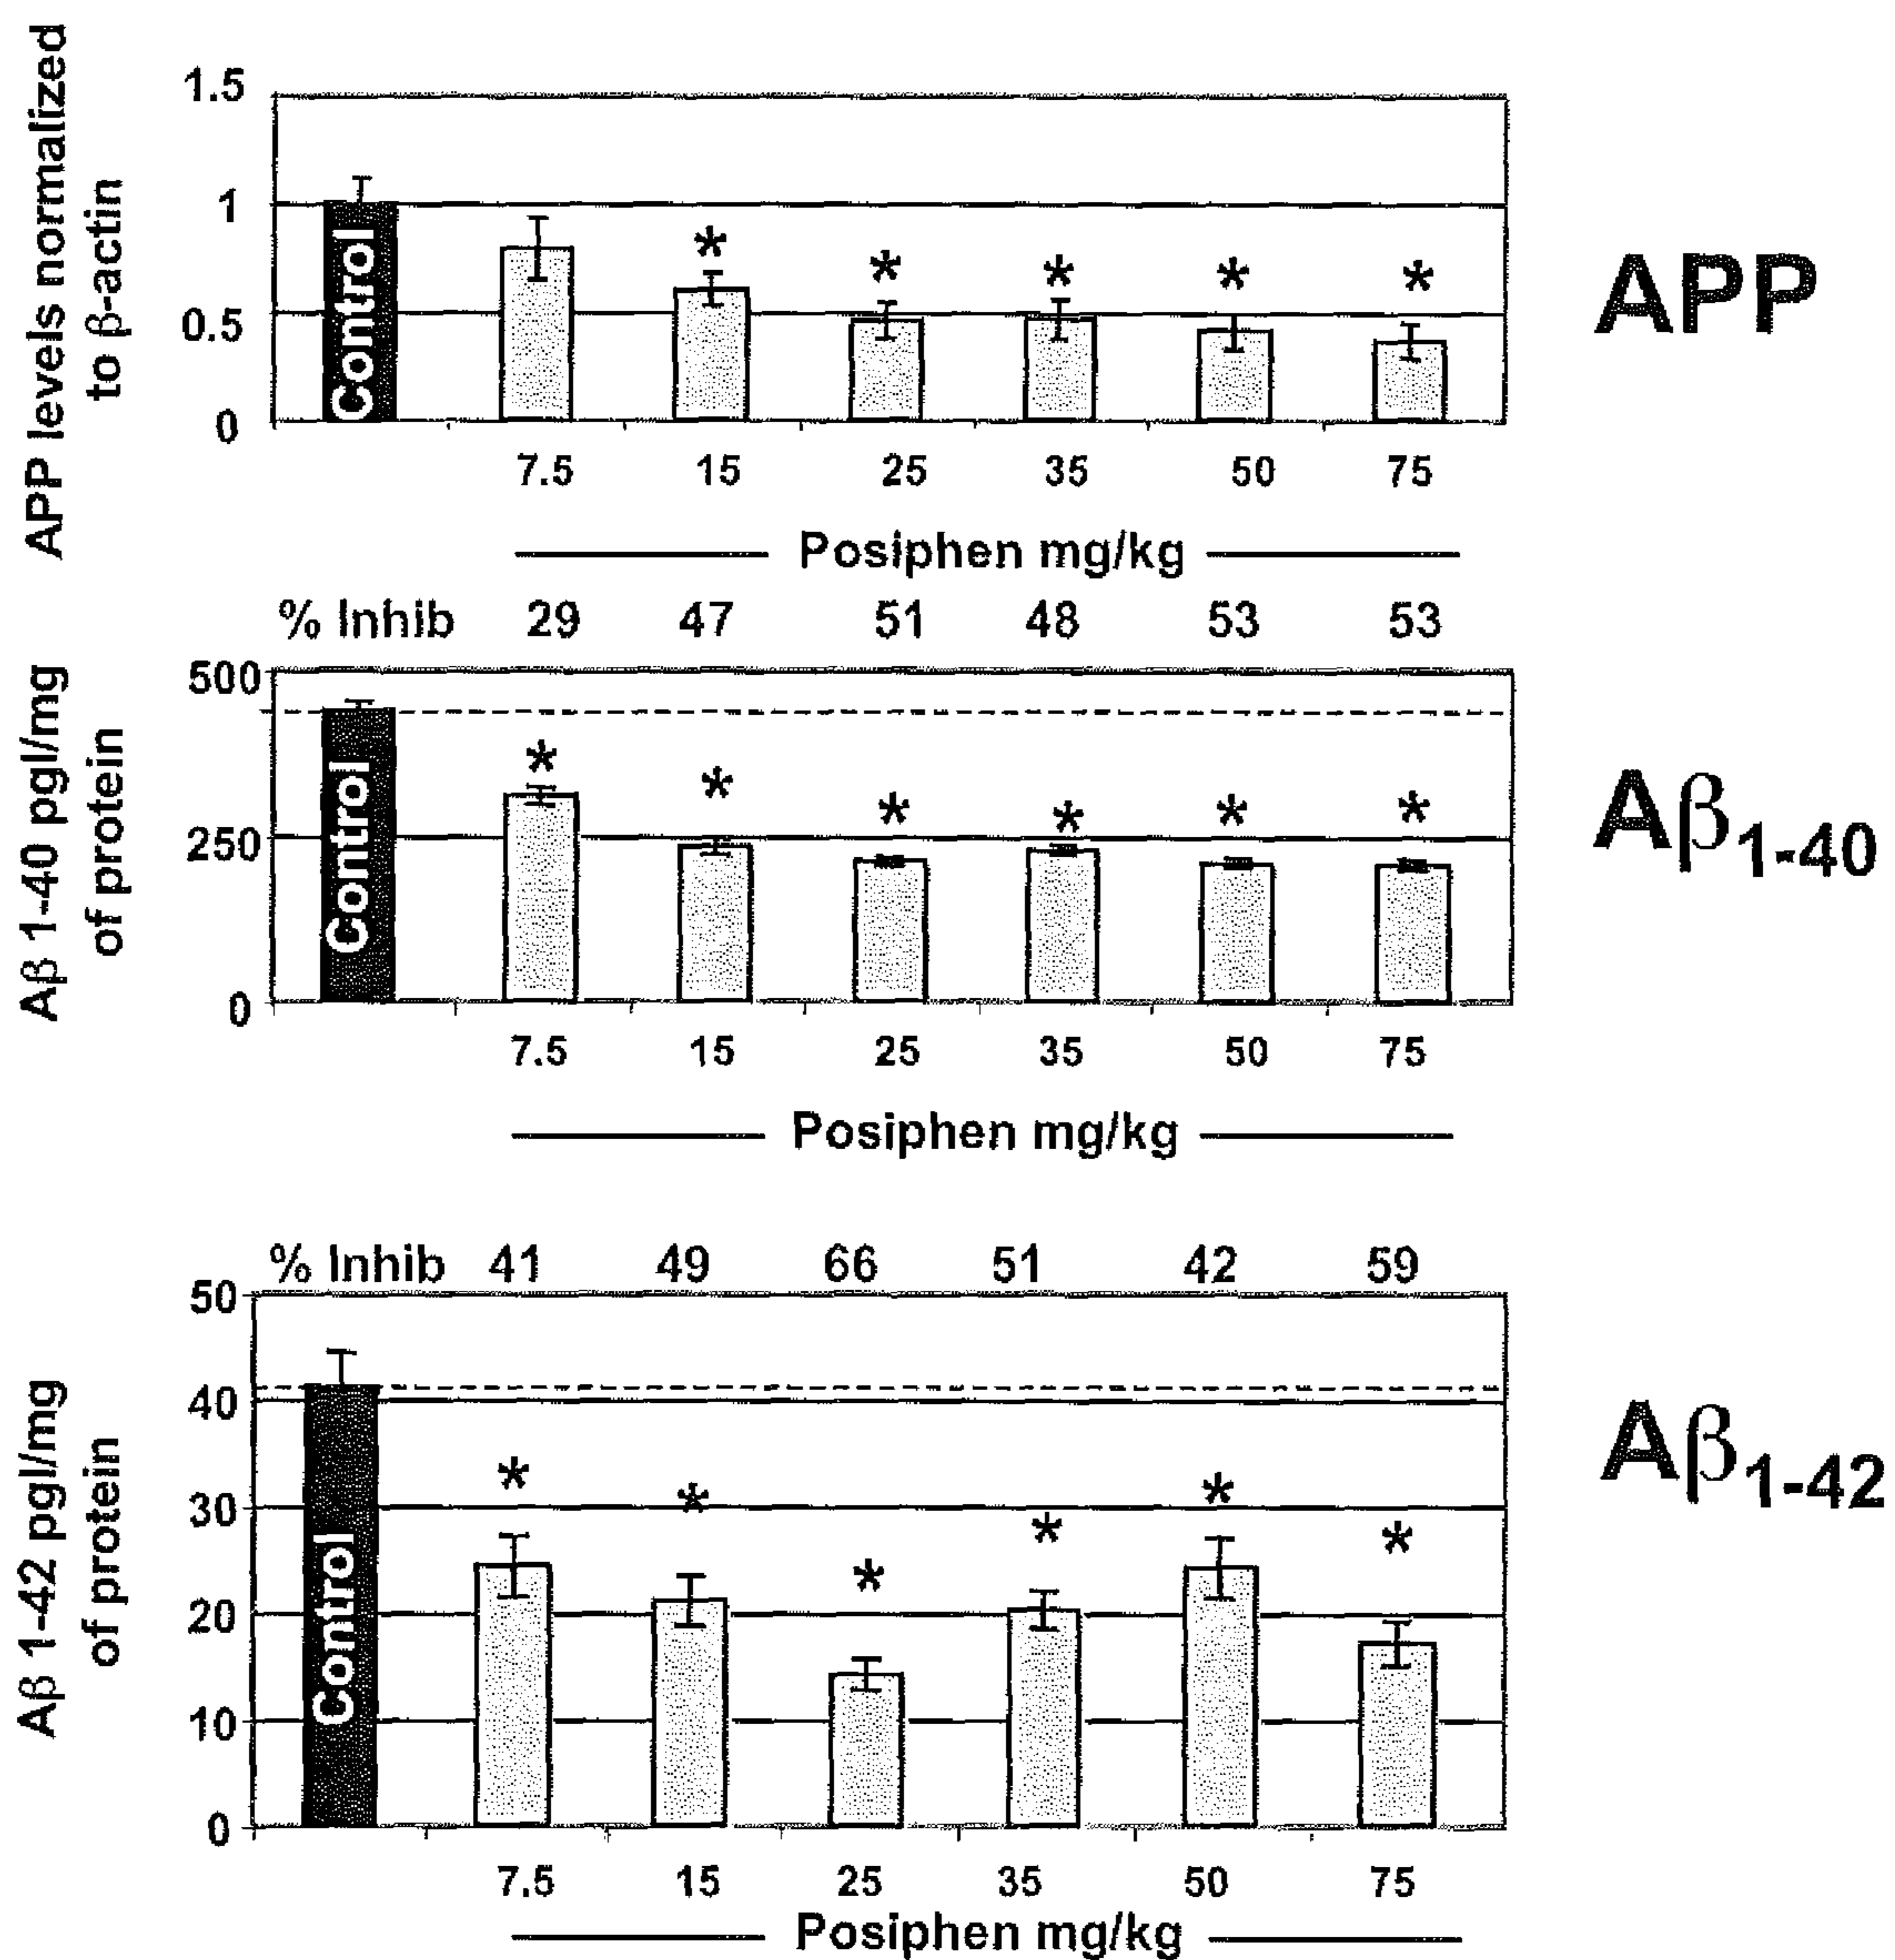 APP levels normalized
to β-actin
1.5
1
0.5
0
Control
*
*
*
*
*
7.5 15 25 35 50 75
Posiphen mg/kg
APP
% Inhib 29 47 51 48 53 53
Aβ 1-40 pgl/mg
of protein
500
250
0
Control
*
*
*
*
*
*
7.5 15 25 35 50 75
Posiphen mg/kg
Aβ1-40
% Inhib 41 49 66 51 42 59
Aβ 1-42 pgl/mg
of protein
50
40
30
20
10
0
Control
*
*
*
*
*
*
7.5 15 25 35 50 75
Posiphen mg/kg
Aβ1-42